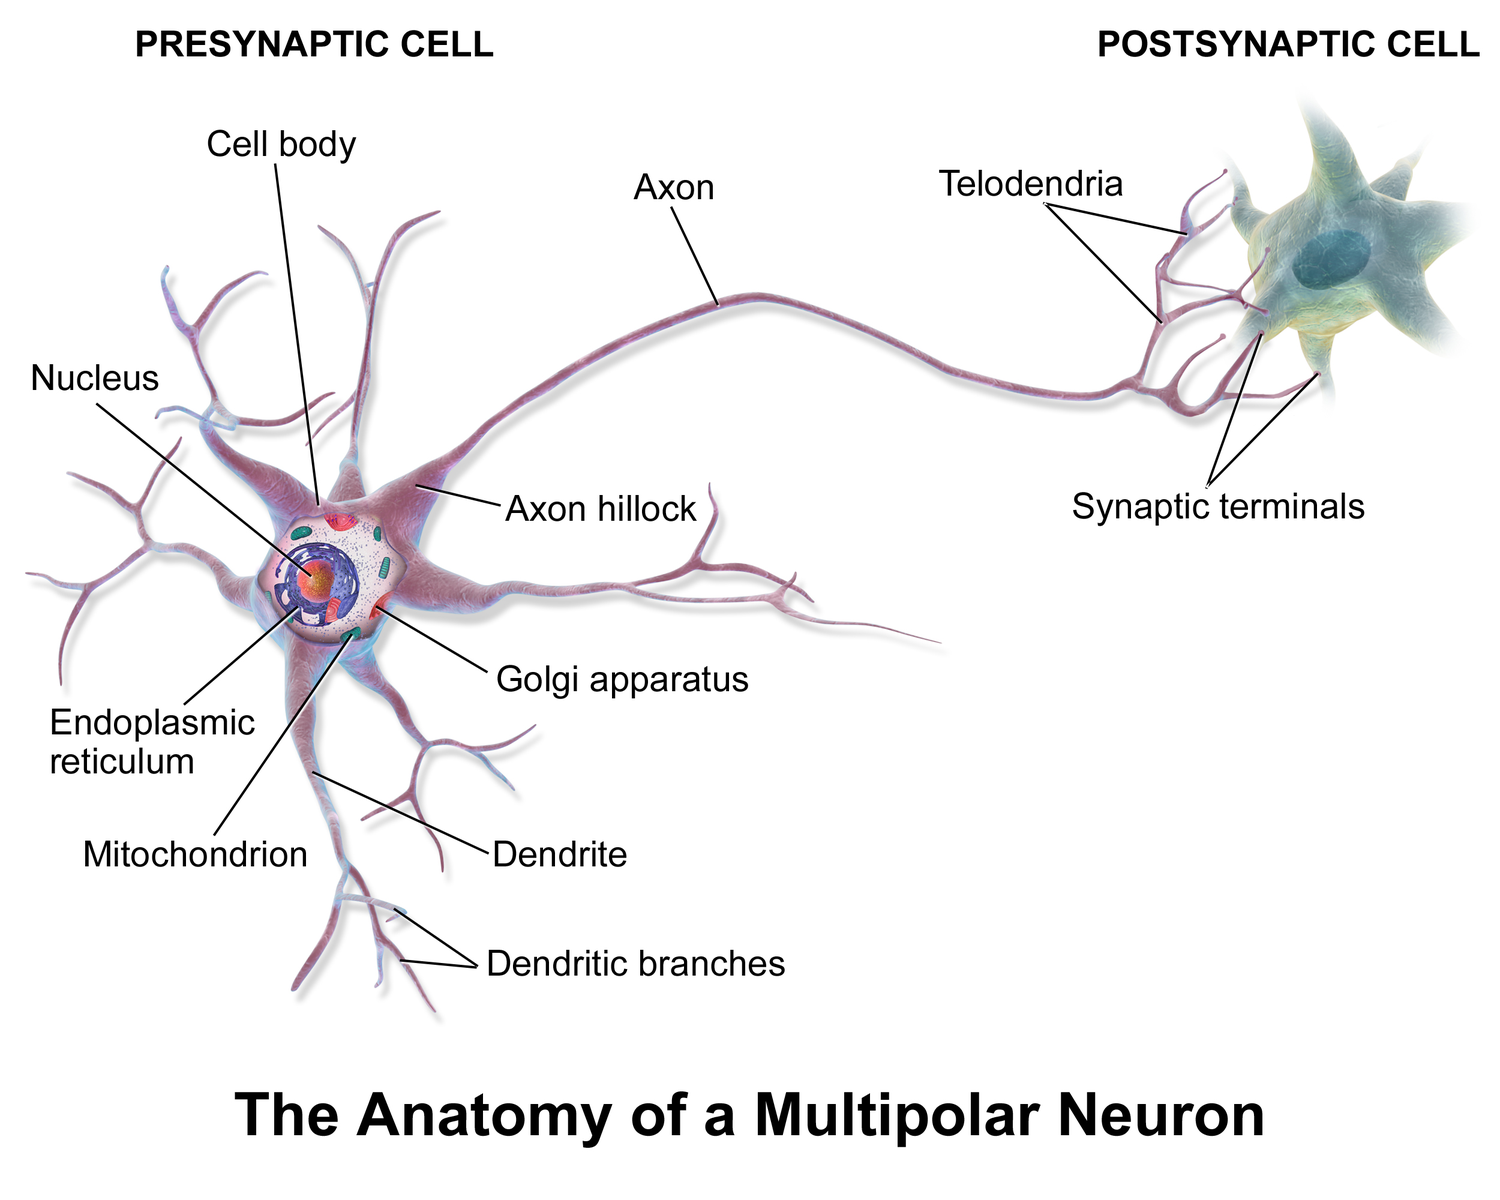 PRESYNAPTIC CELL
POSTSYNAPTIC CELL
Cell body
Axon
Telodendria
Nucleus
Axon hillock
Synaptic terminals
Golgi apparatus
Endoplasmic
reticulum
Mitochondrion
Dendrite
Dendritic branches
The Anatomy of a Multipolar Neuron